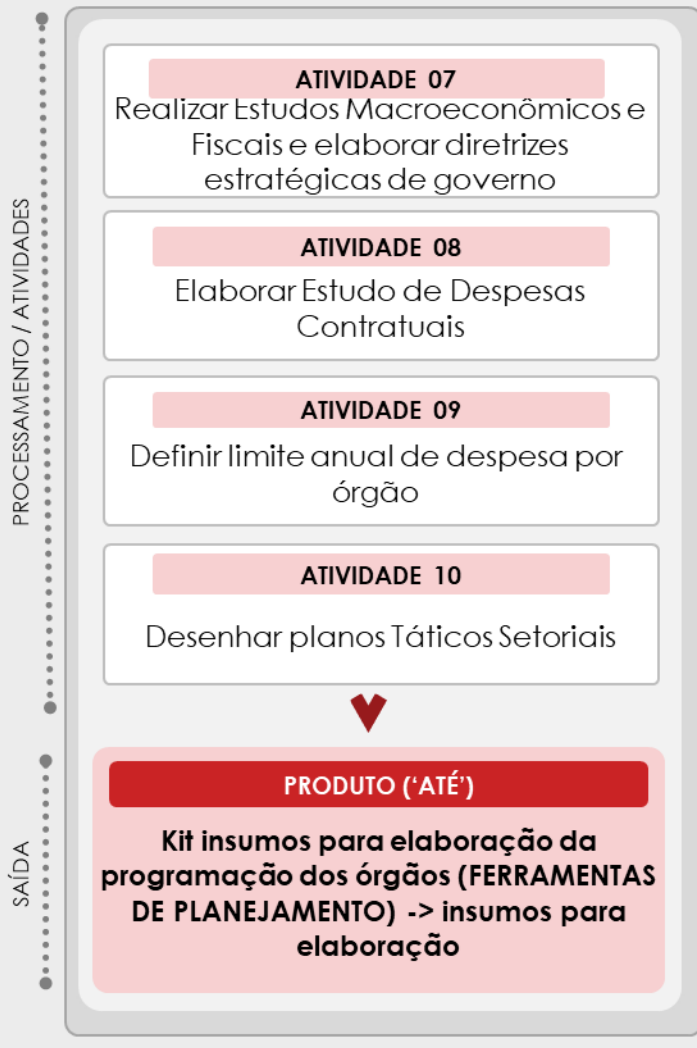 PROCESSAMENTO / ATIVIDADES
ATIVIDADE 07
Realizar Estudos Macroeconômicos e
Fiscais e elaborar diretrizes
estratégicas de governo
ATIVIDADE 08
Elaborar Estudo de Despesas
Contratuais
ATIVIDADE 09
Definir limite anual de despesa por
órgão
ATIVIDADE 10
Desenhar planos Táticos Setoriais
SAÍDA
PRODUTO (‘ATÉ’)
Kit insumos para elaboração da
programação dos órgãos (FERRAMENTAS
DE PLANEJAMENTO) -> insumos para
elaboração